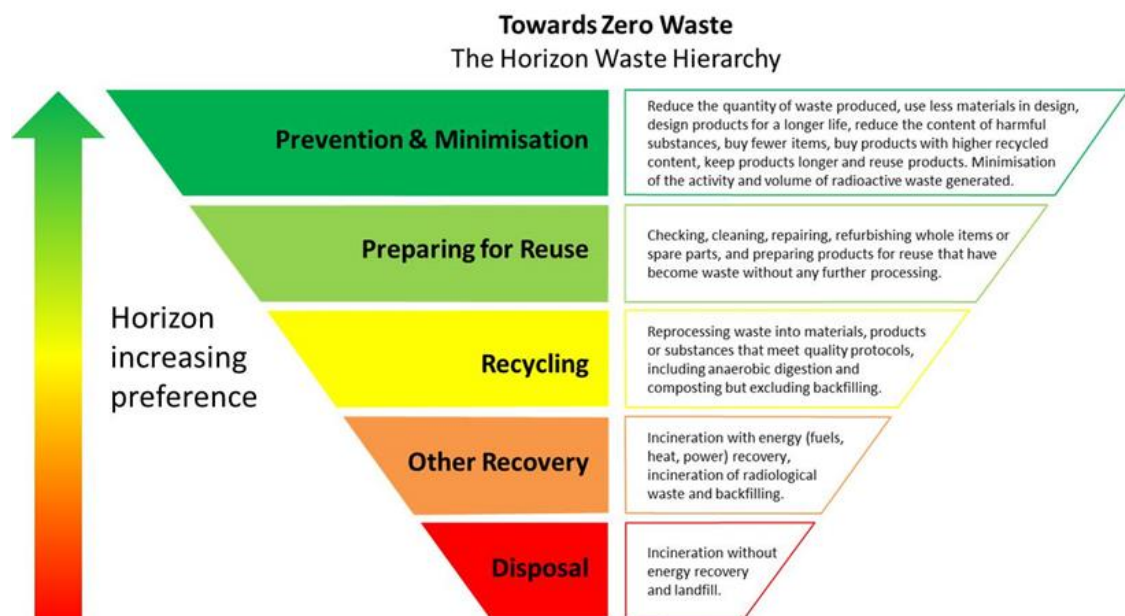 Towards Zero Waste
The Horizon Waste Hierarchy
Prevention & Minimisation
Reduce the quantity of waste produced, use less materials in design,
design products for a longer life, reduce the content of harmful
substances, buy fewer items, buy products with higher recycled
content, keep products longer and reuse products. Minimisation
of the activity and volume of radioactive waste generated.
Preparing for Reuse
Checking, cleaning, repairing, refurbishing whole items or
spare parts, and preparing products for reuse that have
become waste without any further processing.
Horizon
increasing
preference
Recycling
Reprocessing waste into materials, products
or substances that meet quality protocols,
including anaerobic digestion and
composting but excluding backfilling.
Other Recovery
Incineration with energy (fuels,
heat, power) recovery,
incineration of radiological
waste and backfilling.
Disposal
Incineration without
energy recovery
and landfill.